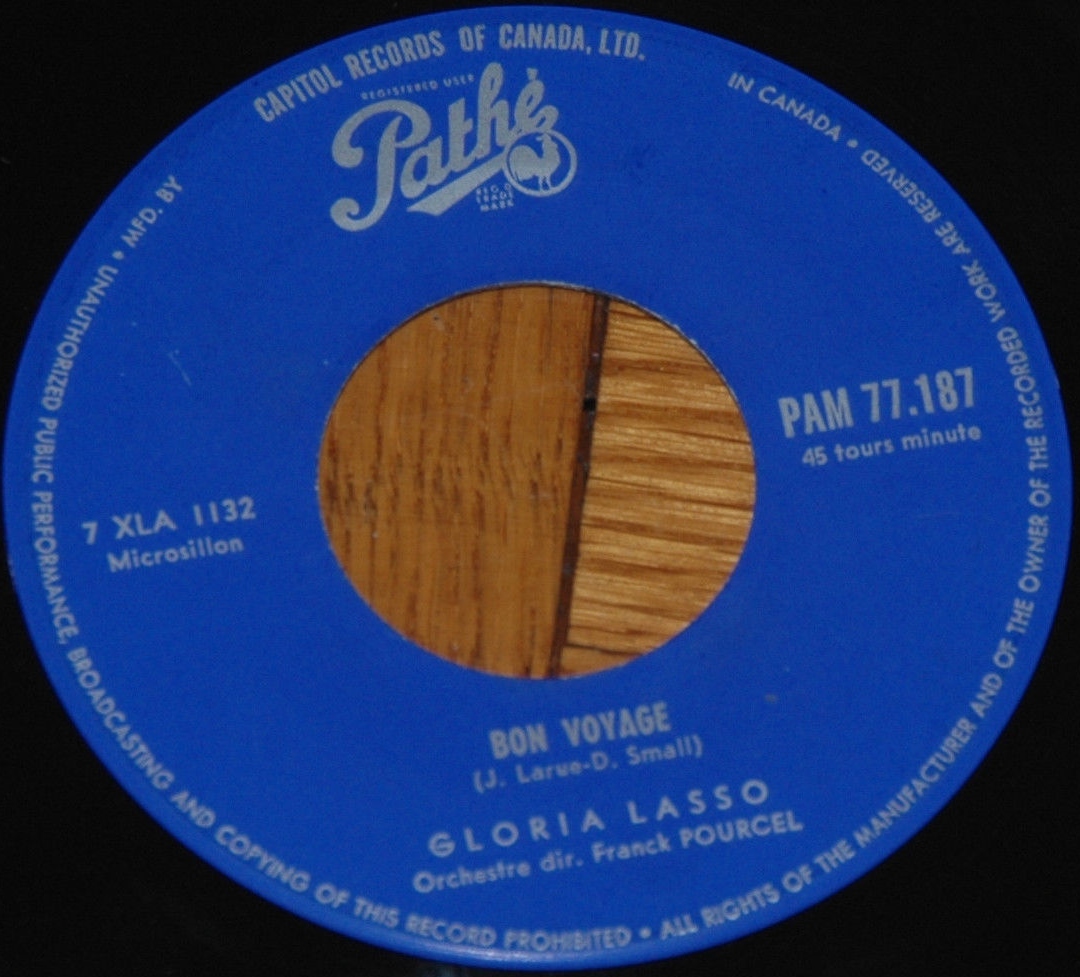 MFD. BY CAPITOL RECORDS OF CANADA, LTD. IN CANADA • ALL RIGHTS OF THE MANUFACTURER AND OF THE OWNER OF THE RECORDED WORK ARE RESERVED • UNAUTHORIZED PUBLIC PERFORMANCE, BROADCASTING AND COPYING OF THIS RECORD PROHIBITED •
REGISTERED USER
Pathé
REG'D
TRADE
MARK
PAM 77.187
45 tours minute
7 XLA 1132
Microsillon
BON VOYAGE
(J. Larue-D. Small)
GLORIA LASSO
Orchestre dir. Franck POURCEL